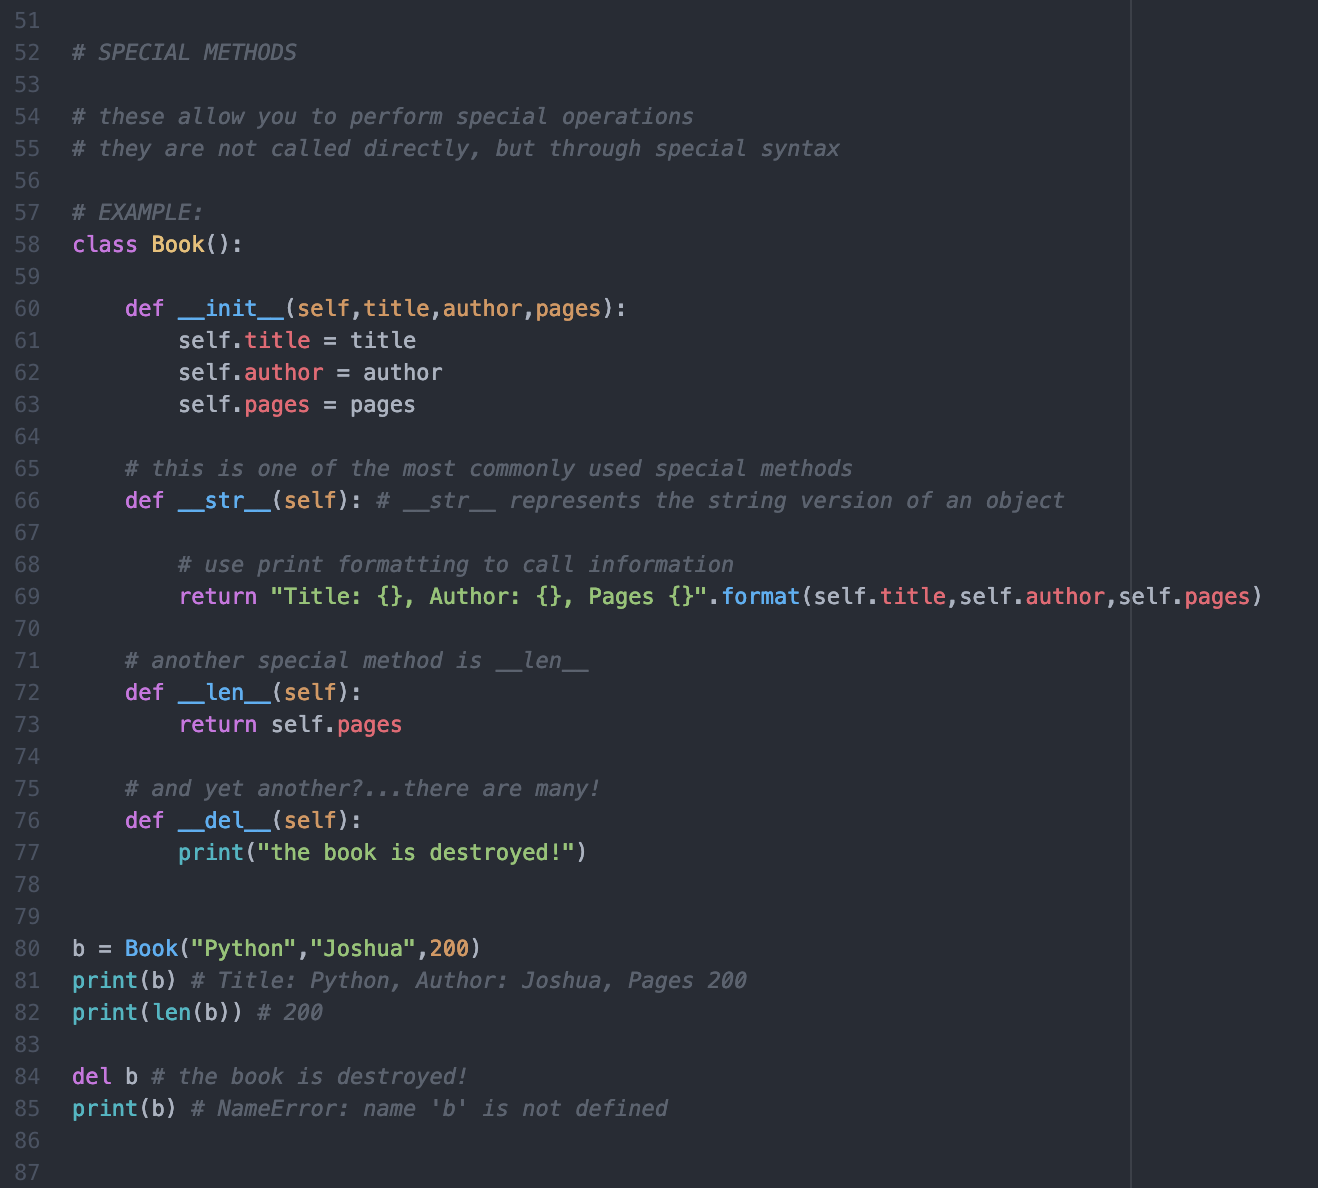 51
52 # SPECIAL METHODS
53
54 # these allow you to perform special operations
55 # they are not called directly, but through special syntax
56
57 # EXAMPLE:
58 class Book():
59
60     def __init__(self,title,author,pages):
61         self.title = title
62         self.author = author
63         self.pages = pages
64
65     # this is one of the most commonly used special methods
66     def __str__(self): # __str__ represents the string version of an object
67
68         # use print formatting to call information
69         return "Title: {}, Author: {}, Pages {}".format(self.title,self.author,self.pages)
70
71     # another special method is __len__
72     def __len__(self):
73         return self.pages
74
75     # and yet another?...there are many!
76     def __del__(self):
77         print("the book is destroyed!")
78
79
80 b = Book("Python","Joshua",200)
81 print(b) # Title: Python, Author: Joshua, Pages 200
82 print(len(b)) # 200
83
84 del b # the book is destroyed!
85 print(b) # NameError: name 'b' is not defined
86
87